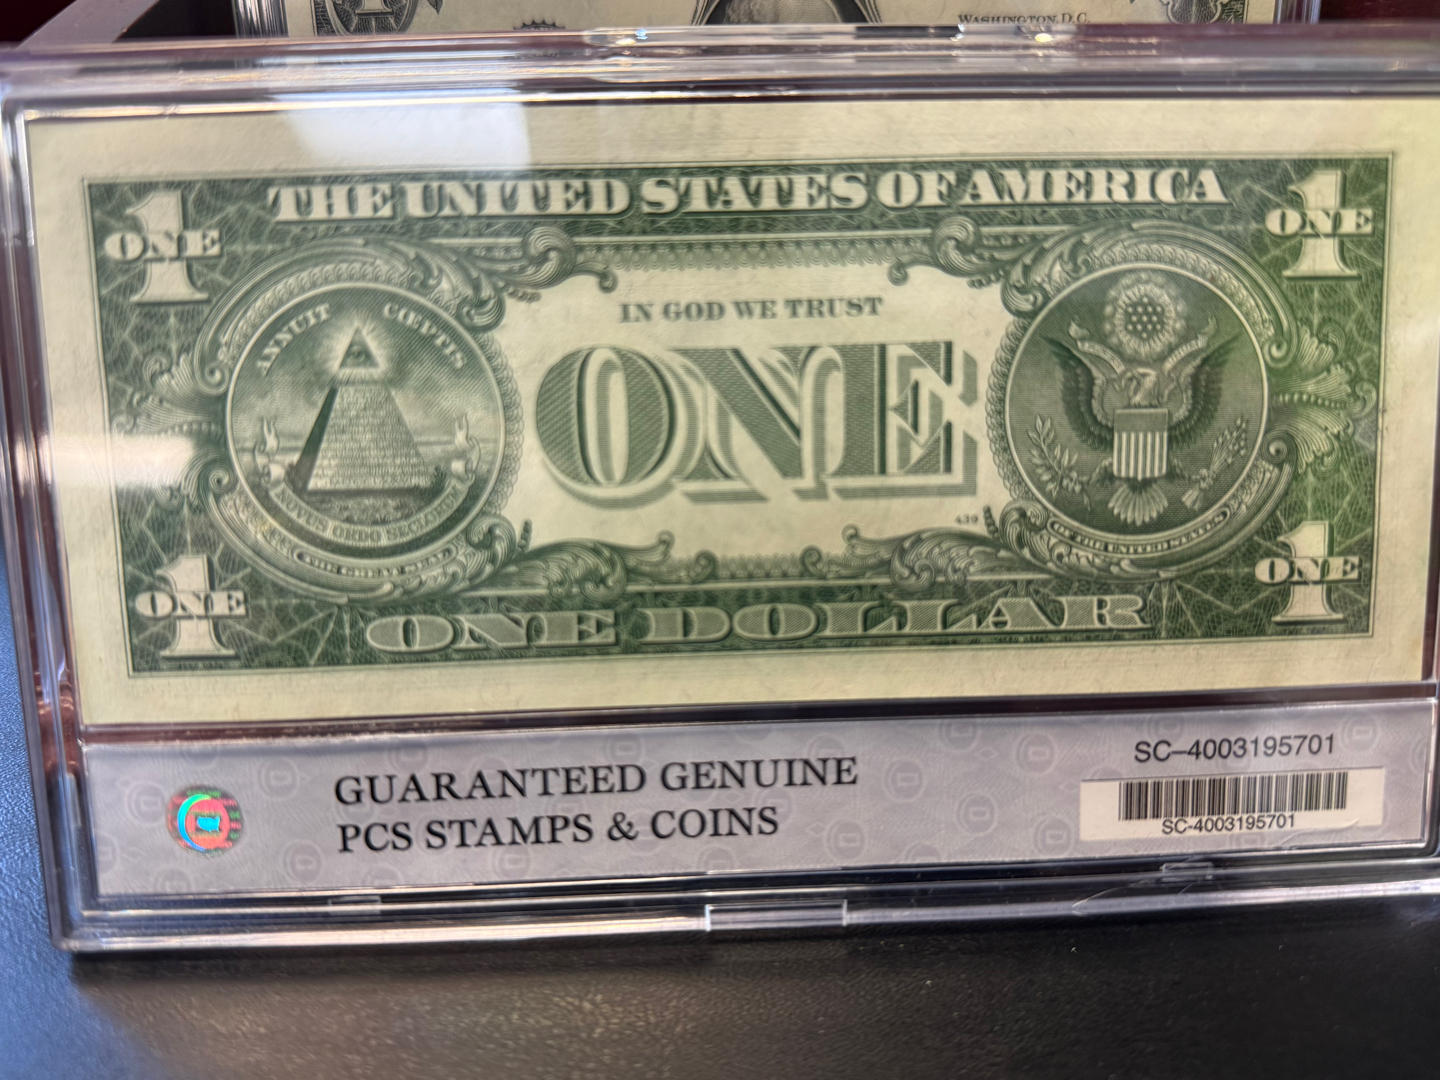 WASHINGTON, D.C.
THE UNITED STATES OF AMERICA
1 ONE
1 ONE
IN GOD WE TRUST
ANNUIT CŒPTIS
ONE
NOVUS ORDO SECLORUM
THE GREAT SEAL
OF THE UNITED STATES
1 ONE
1 ONE
ONE DOLLAR
GUARANTEED GENUINE
PCS STAMPS & COINS
SC–4003195701
SC-4003195701